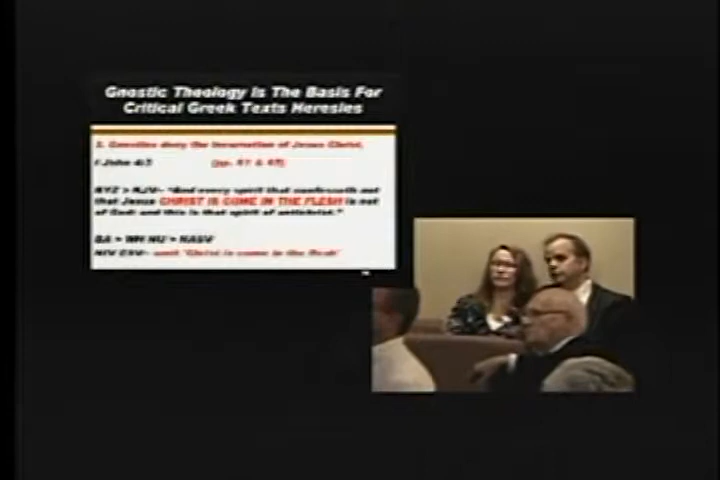 Gnostic Theology Is The Basis For
Critical Greek Texts Heresies
Gnostics deny the incarnation of Jesus Christ.
I John 4:3
"And every spirit that confesseth not
that Jesus CHRIST IS COME IN THE FLESH is not
of God: and this is that spirit of antichrist."
NASV
omit "Christ is come in the flesh"